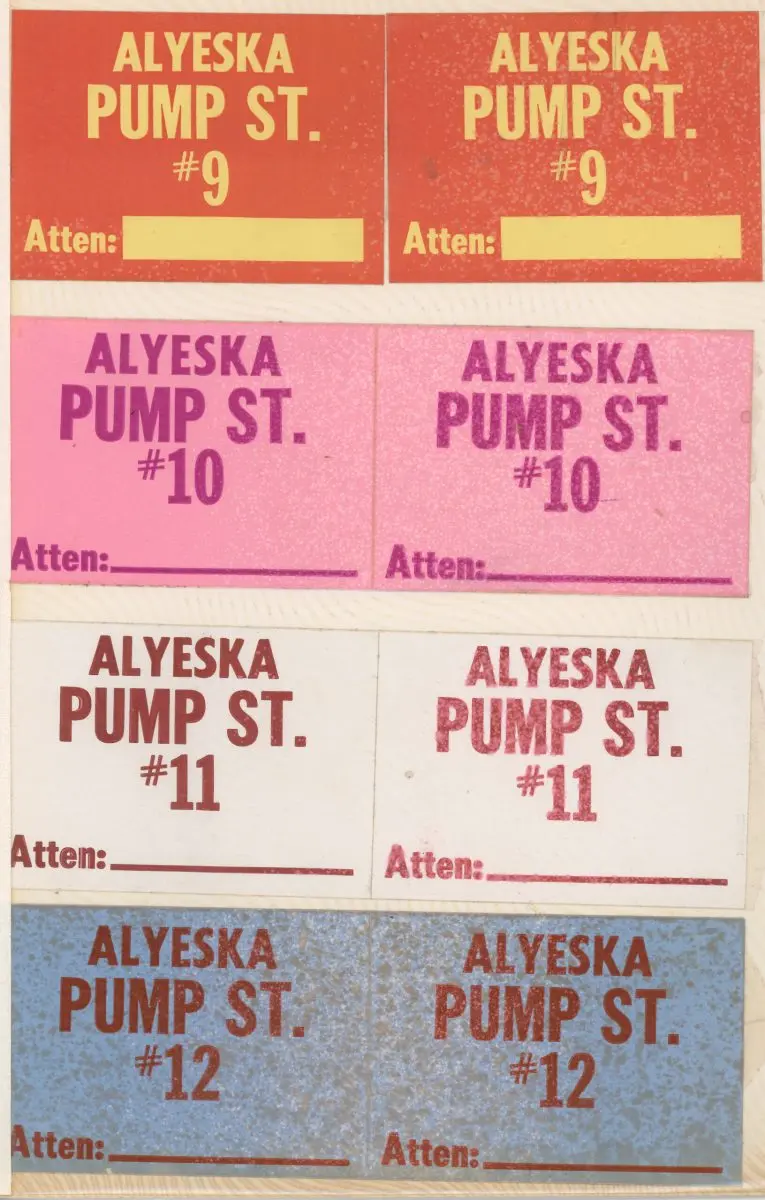 ALYESKA
PUMP ST.
#9
Atten:
ALYESKA
PUMP ST.
#9
Atten:
ALYESKA
PUMP ST.
#10
Atten:
ALYESKA
PUMP ST.
#10
Atten:
ALYESKA
PUMP ST.
#11
Atten:
ALYESKA
PUMP ST.
#11
Atten:
ALYESKA
PUMP ST.
#12
Atten:
ALYESKA
PUMP ST.
#12
Atten: